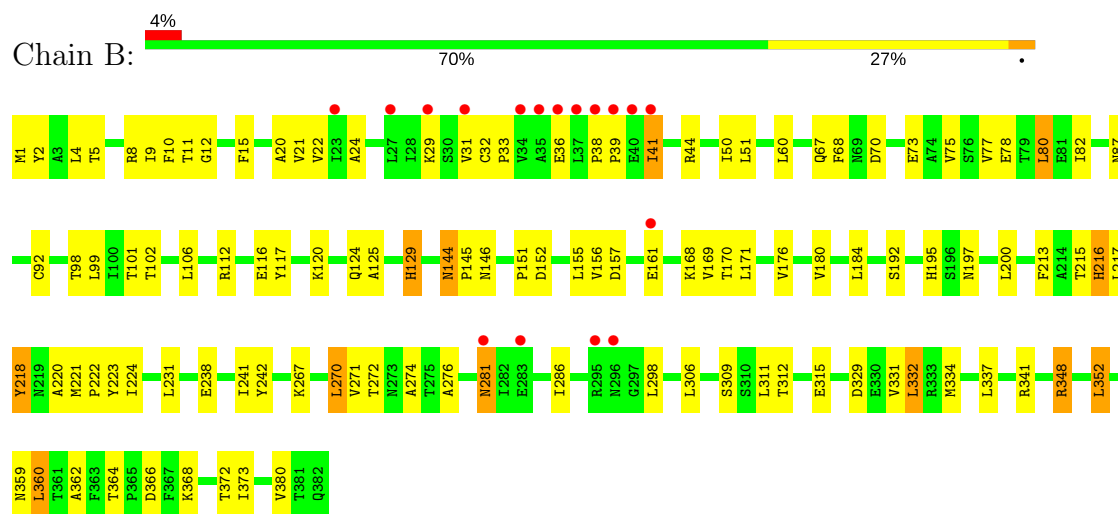 4%
Chain B:
70% 27% •
M1 Y2 A3 L4 T5 R8 I9 F10 T11 G12 F15 A20 V21 V22 I23 A24 L27 I28 K29 S30 V31 C32 P33 V34 A35 E36 L37 P38 P39 E40 I41 R44 I50 L51 L60 Q67 F68 N69 D70 E73 A74 V75 S76 V77 E78 T79 L80 E81 I82 N87
C92 T98 L99 I100 T101 T102 L106 R112 E116 Y117 K120 Q124 A125 H129 N144 P145 N146 P151 D152 L155 V156 D157 E161 K168 V169 T170 L171 V176 V180 L184 S192 H195 S196 N197 L200 F213 A214 T215 H216 L217
Y218 N219 A220 M221 P222 Y223 I224 L231 E238 I241 Y242 K267 L270 V271 T272 N273 A274 T275 A276 N281 I282 E283 I286 R295 N296 G297 L298 L306 S309 S310 L311 T312 E315 D329 E330 V331 L332 R333 M334 L337 R341 R348 L352
N359 L360 T361 A362 F363 T364 P365 D366 F367 K368 T372 I373 V380 T381 Q382